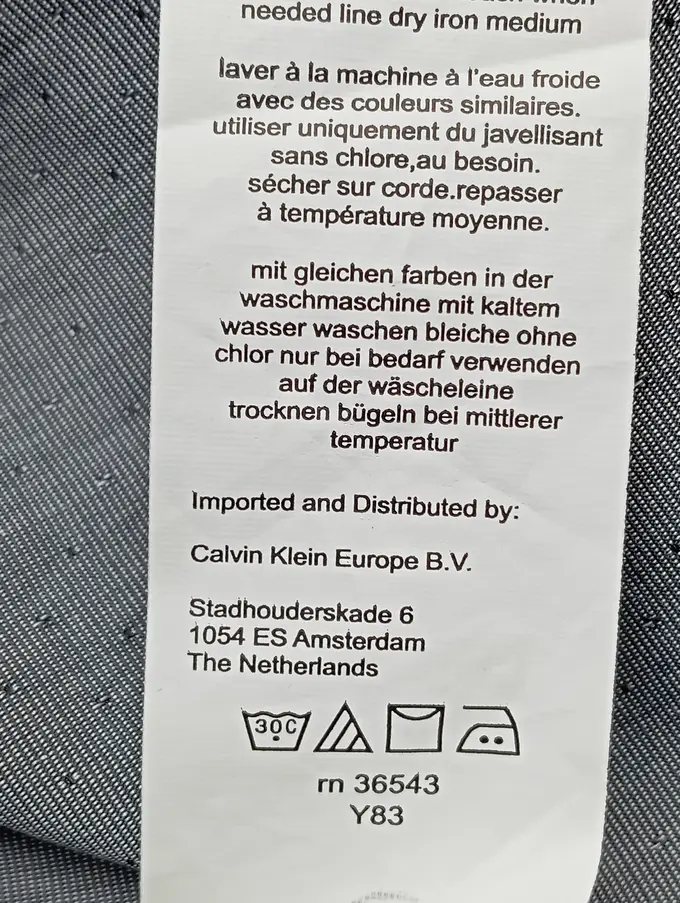 needed line dry iron medium
laver à la machine à l'eau froide
avec des couleurs similaires.
utiliser uniquement du javellisant
sans chlore,au besoin.
sécher sur corde.repasser
à température moyenne.
mit gleichen farben in der
waschmaschine mit kaltem
wasser waschen bleiche ohne
chlor nur bei bedarf verwenden
auf der wäscheleine
trocknen bügeln bei mittlerer
temperatur
Imported and Distributed by:
Calvin Klein Europe B.V.
Stadhouderskade 6
1054 ES Amsterdam
The Netherlands
30C
rn 36543
Y83